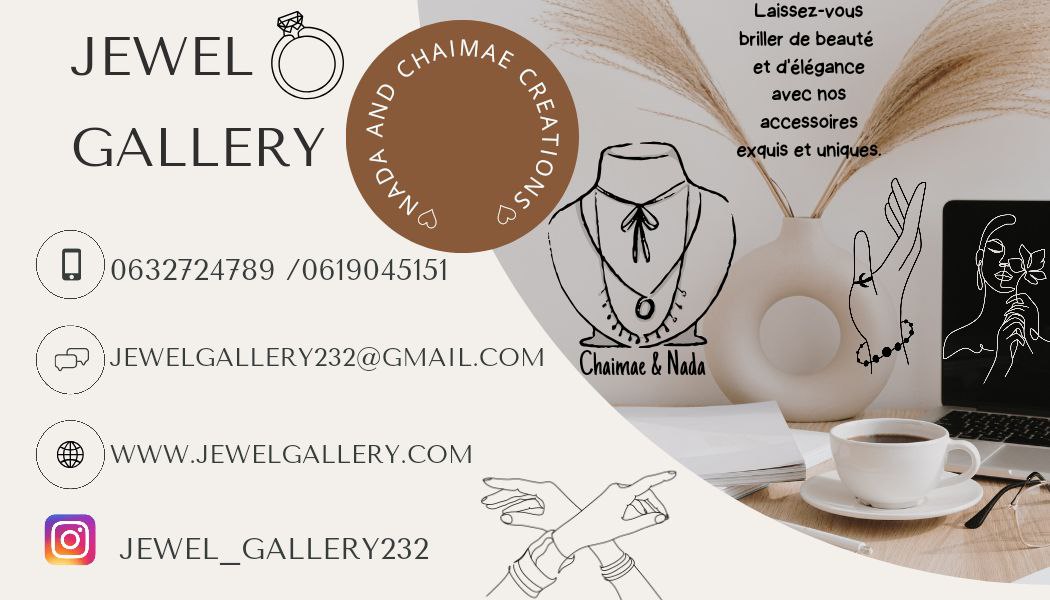 JEWEL
GALLERY
NADA AND CHAIMAE CREATIONS
0632724789 /0619045151
JEWELGALLERY232@GMAIL.COM
WWW.JEWELGALLERY.COM
JEWEL_GALLERY232
Laissez-vous
briller de beauté
et d'élégance
avec nos
accessoires
exquis et uniques.
Chaimae & Nada